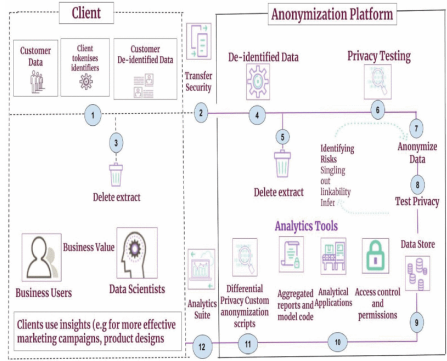 Client
Anonymization Platform
Customer
Data
Client
tokenises
identifiers
Customer
De-identified Data
Transfer
Security
De-identified Data
Privacy Testing
1
2
4
6
3
5
7
Delete extract
Delete extract
Identifying
Risks
Singling
out
linkability
Infer
Anonymize
Data
8
Test Privacy
Analytics Tools
Business Value
Business Users
Data Scientists
Analytics
Suite
Differential
Privacy Custom
anonymization
scripts
Aggregated
reports and
model code
Analytical
Applications
Access control
and
permissions
Data Store
9
Clients use insights (e.g for more effective
marketing campaigns, product designs
12
11
10